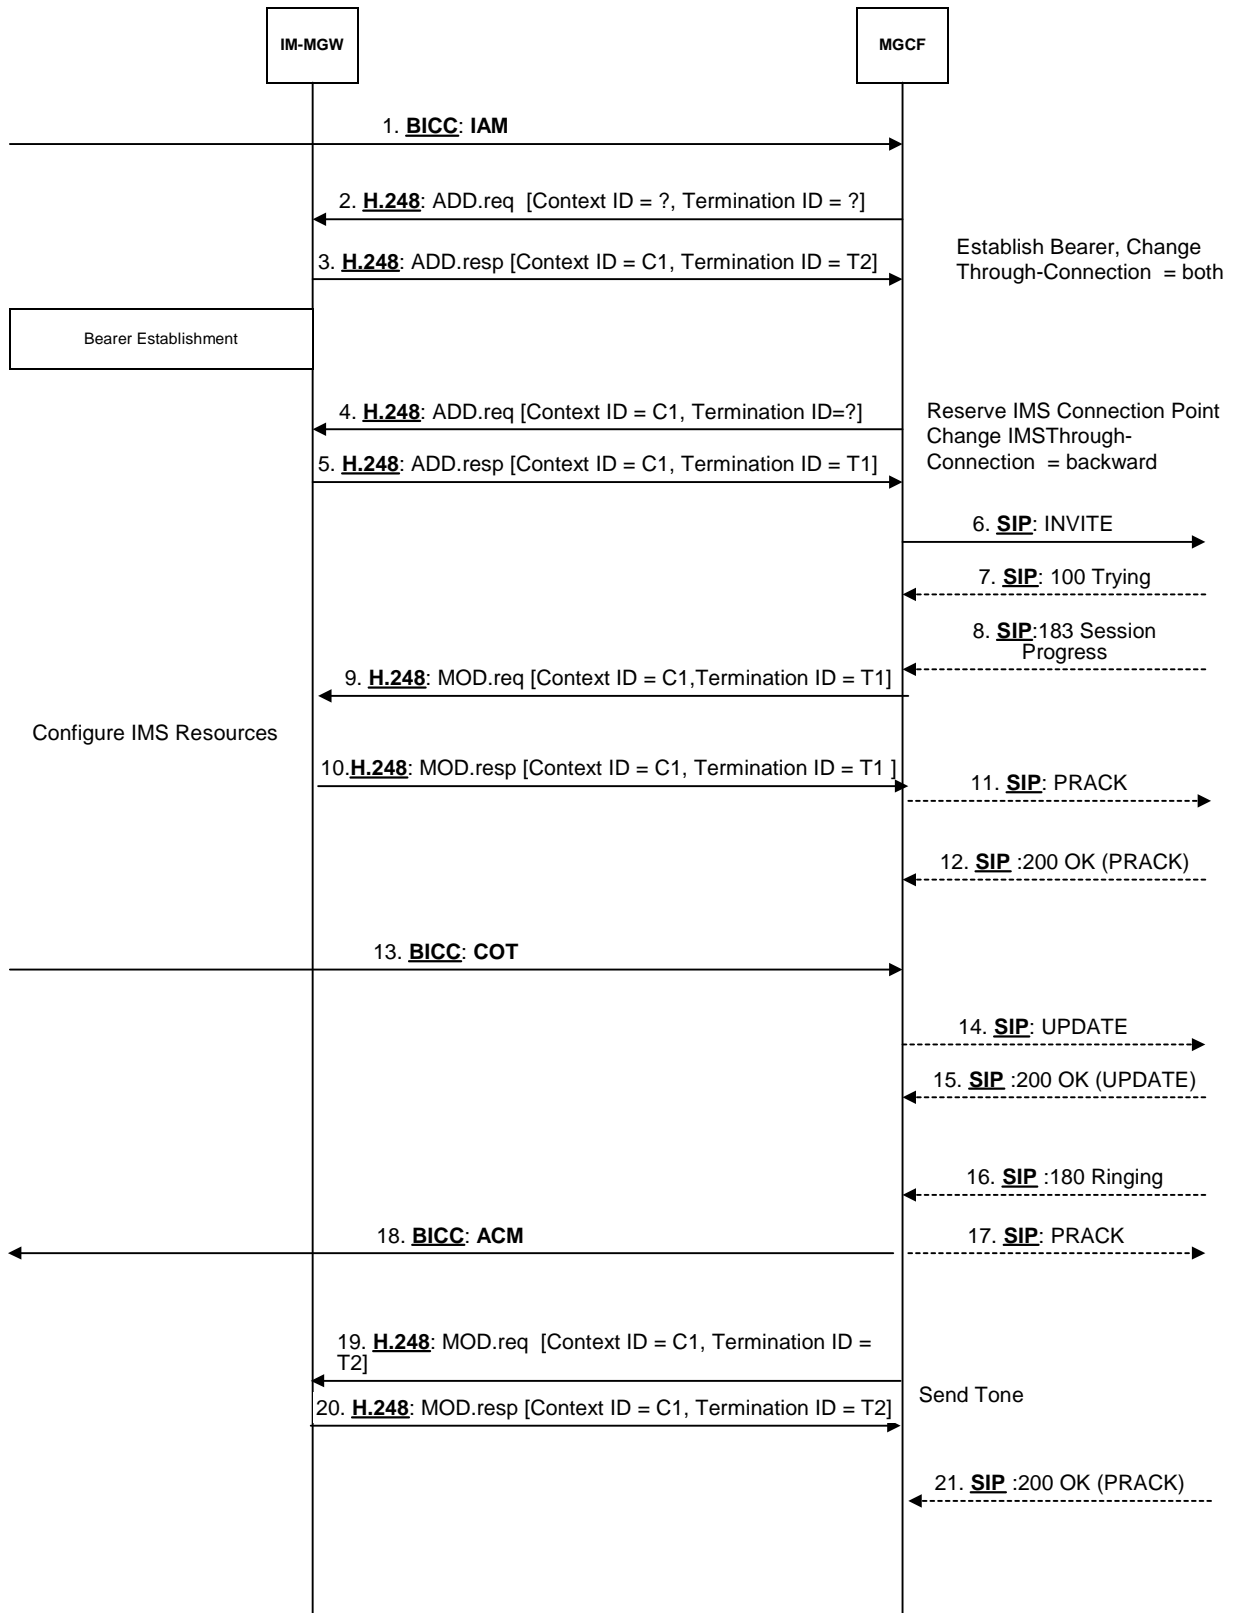 IM-MGW
MGCF
1. BICC: IAM
2. H.248: ADD.req [Context ID = ?, Termination ID = ?]
3. H.248: ADD.resp [Context ID = C1, Termination ID = T2]
Establish Bearer, Change
Through-Connection = both
Bearer Establishment
4. H.248: ADD.req [Context ID = C1, Termination ID=?]
5. H.248: ADD.resp [Context ID = C1, Termination ID = T1]
Reserve IMS Connection Point
Change IMSThrough-
Connection = backward
6. SIP: INVITE
7. SIP: 100 Trying
8. SIP:183 Session
Progress
9. H.248: MOD.req [Context ID = C1,Termination ID = T1]
Configure IMS Resources
10.H.248: MOD.resp [Context ID = C1, Termination ID = T1 ]
11. SIP: PRACK
12. SIP :200 OK (PRACK)
13. BICC: COT
14. SIP: UPDATE
15. SIP :200 OK (UPDATE)
16. SIP :180 Ringing
18. BICC: ACM
17. SIP: PRACK
19. H.248: MOD.req [Context ID = C1, Termination ID =
T2]
Send Tone
20. H.248: MOD.resp [Context ID = C1, Termination ID = T2]
21. SIP :200 OK (PRACK)